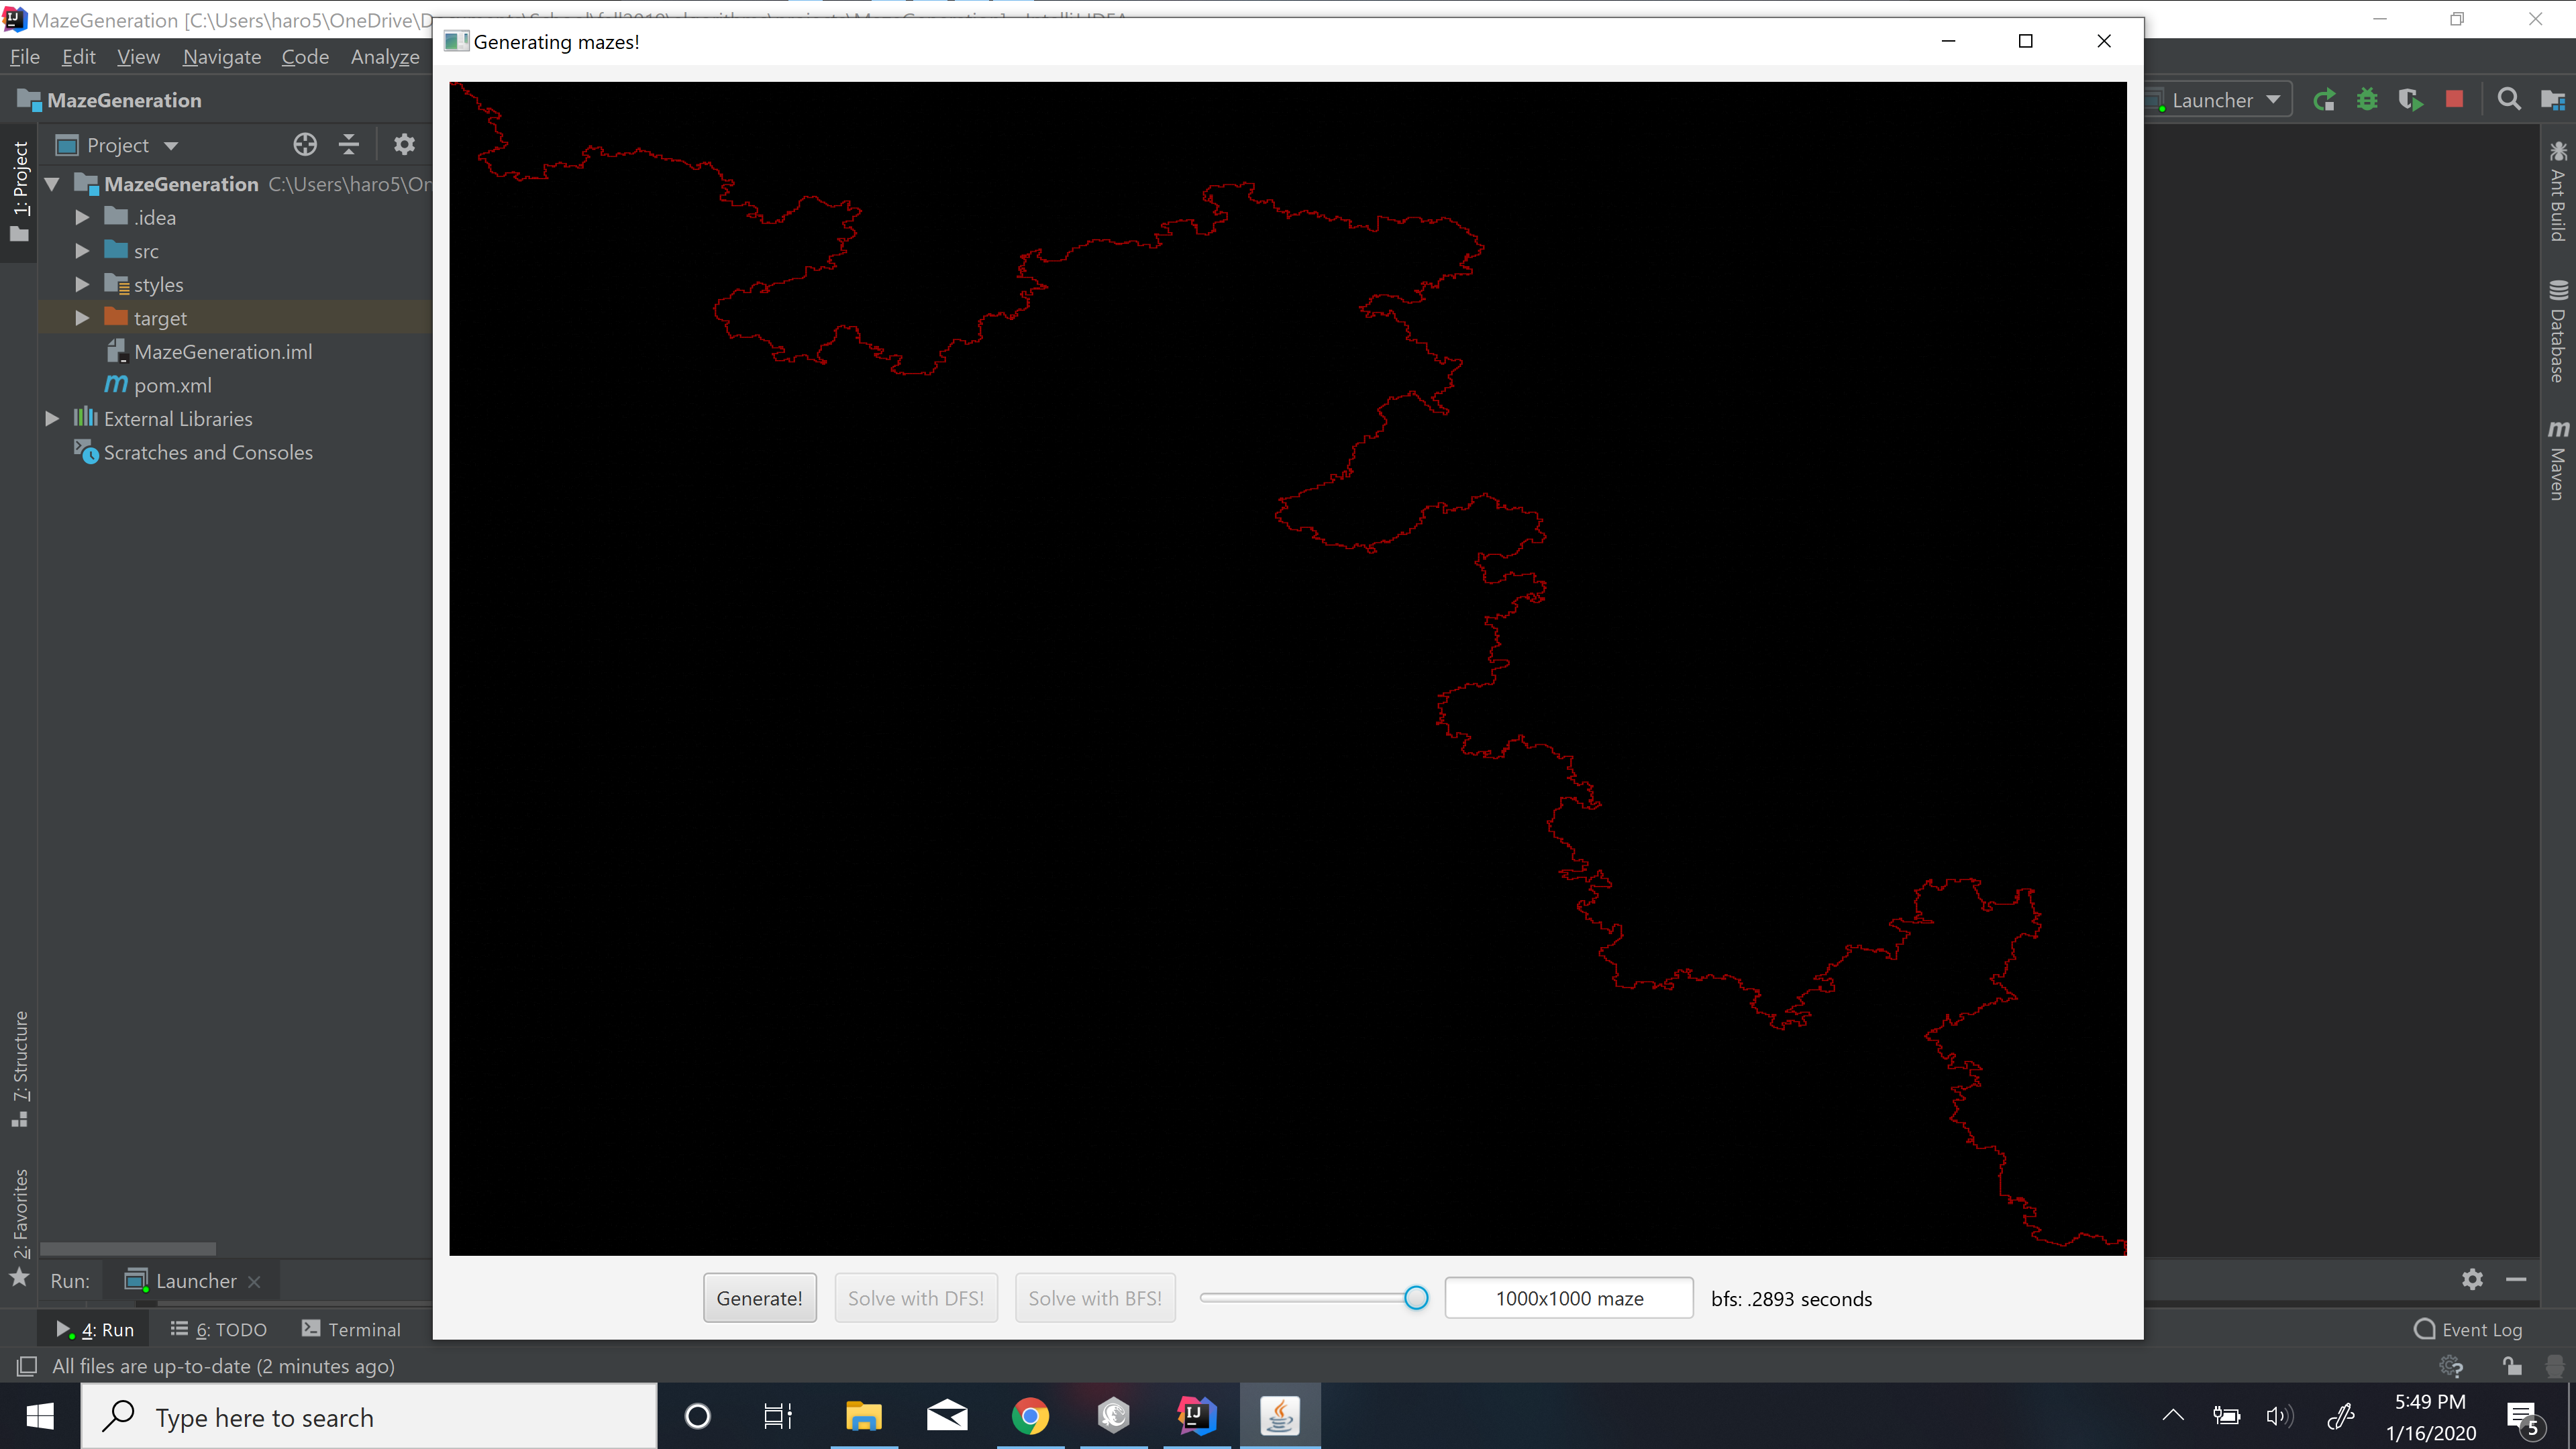 MazeGeneration [C:\Users\haro5\OneDrive\D
Generating mazes!
File Edit View Navigate Code Analyze
MazeGeneration
Launcher
Project
MazeGeneration C:\Users\haro5\On
.idea
src
styles
target
MazeGeneration.iml
pom.xml
External Libraries
Scratches and Consoles
1: Project
7: Structure
2: Favorites
Ant Build
Database
Maven
Generate!
Solve with DFS!
Solve with BFS!
1000x1000 maze
bfs: .2893 seconds
Run: Launcher
4: Run 6: TODO Terminal
Event Log
All files are up-to-date (2 minutes ago)
Type here to search
5:49 PM
1/16/2020
5